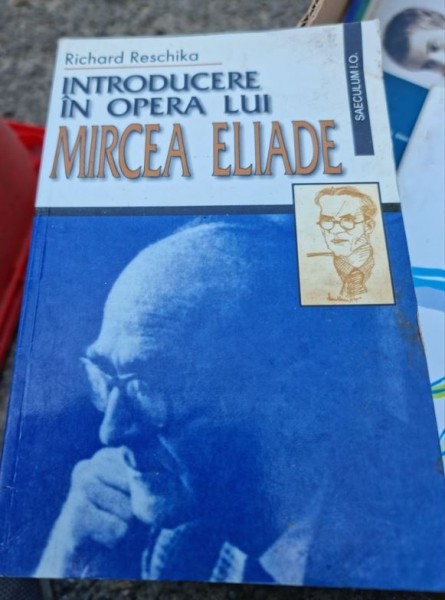 Richard Reschika
INTRODUCERE
ÎN OPERA LUI
MIRCEA ELIADE
SAECULUM I.O.